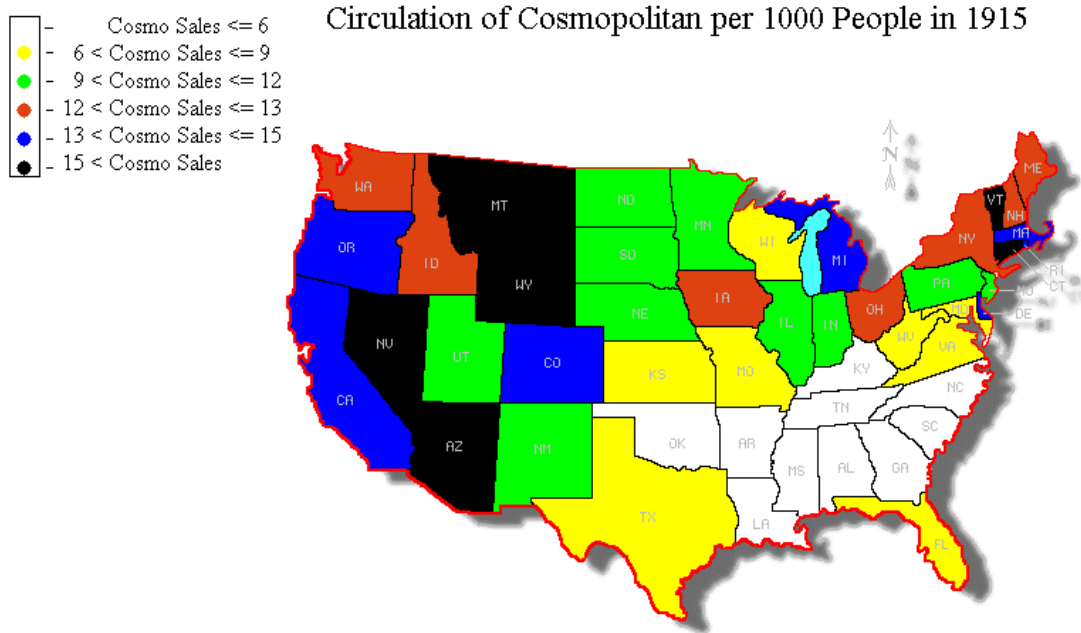 Circulation of Cosmopolitan per 1000 People in 1915
- Cosmo Sales <= 6
- 6 < Cosmo Sales <= 9
- 9 < Cosmo Sales <= 12
- 12 < Cosmo Sales <= 13
- 13 < Cosmo Sales <= 15
- 15 < Cosmo Sales
N
WA
MT
ND
MN
ME
VT
NH
OR
ID
SD
WI
MI
NY
MA
RI
CT
WY
IA
PA
NJ
NE
IL
IN
OH
MD
DE
NV
UT
CO
KS
MO
WV
VA
KY
CA
NC
TN
AZ
NM
OK
AR
SC
MS
AL
GA
TX
LA
FL